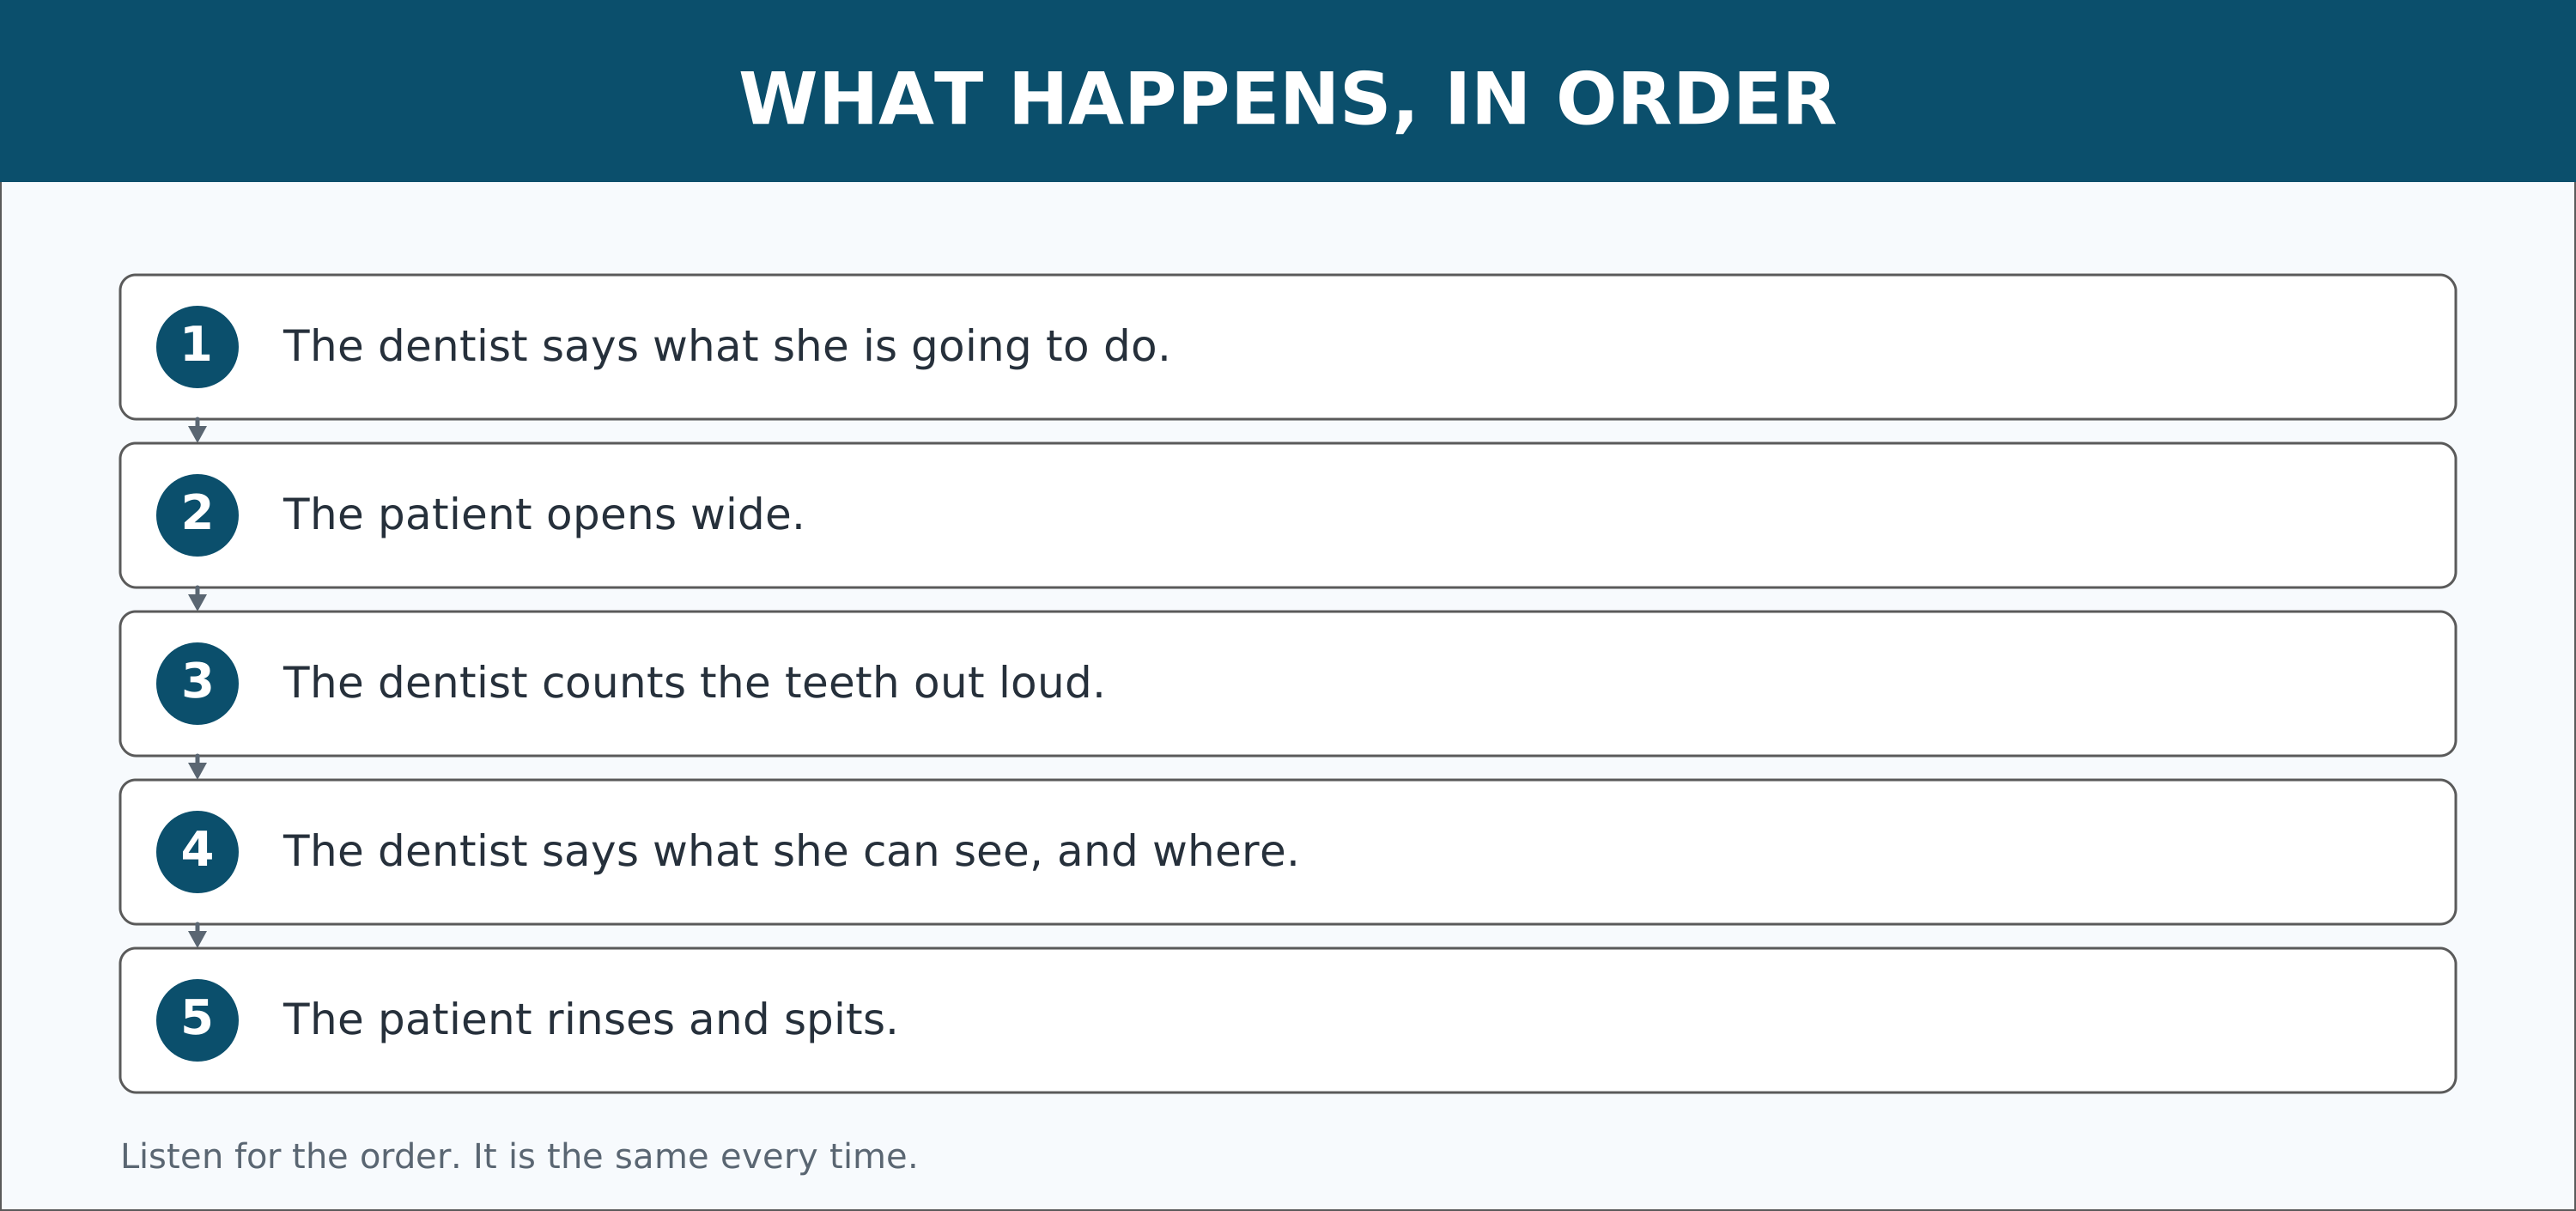 WHAT HAPPENS, IN ORDER
1 The dentist says what she is going to do.
2 The patient opens wide.
3 The dentist counts the teeth out loud.
4 The dentist says what she can see, and where.
5 The patient rinses and spits.
Listen for the order. It is the same every time.